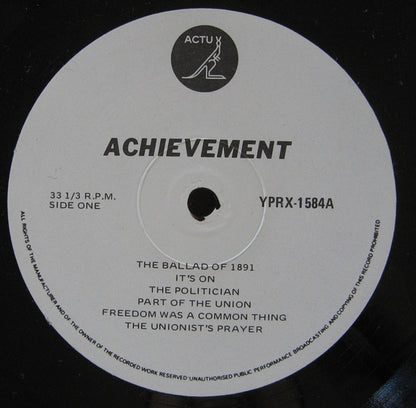 ACTU
ACHIEVEMENT
33 1/3 R.P.M.
SIDE ONE
YPRX-1584A
THE BALLAD OF 1891
IT'S ON
THE POLITICIAN
PART OF THE UNION
FREEDOM WAS A COMMON THING
THE UNIONIST'S PRAYER
ALL RIGHTS OF THE MANUFACTURER AND OF THE OWNER OF THE RECORDED WORK RESERVED UNAUTHORISED PUBLIC PERFORMANCE BROADCASTING AND COPYING OF THIS RECORD PROHIBITED